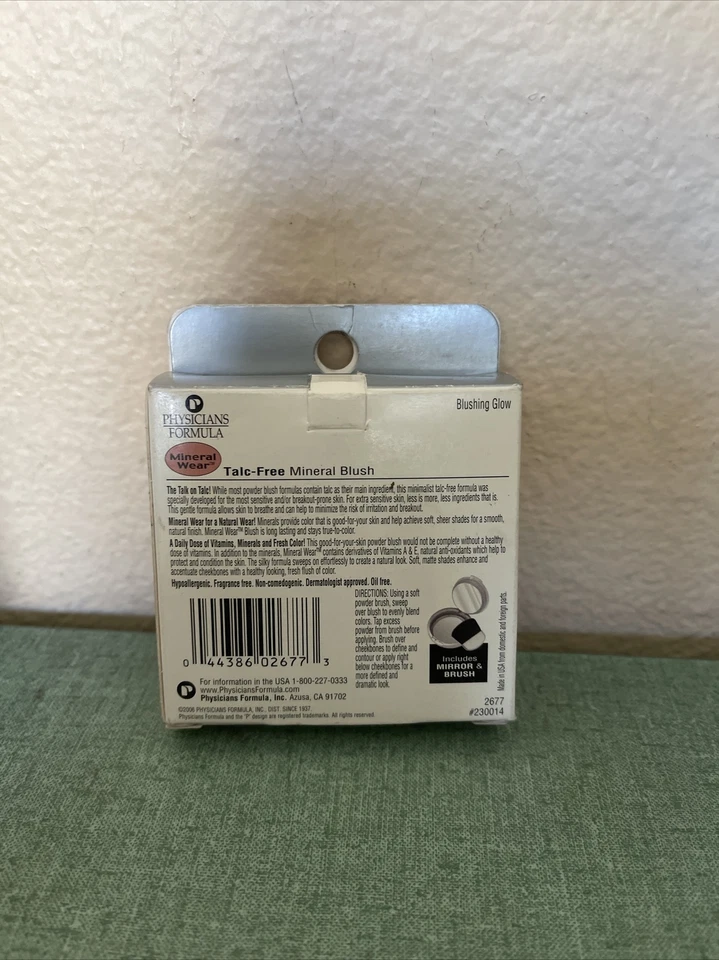 PHYSICIANS
FORMULA
Blushing Glow
Mineral
Wear™
Talc-Free Mineral Blush
The Talk on Talc! While most powder blush formulas contain talc as their main ingredient, this minimalist talc-free formula was
specially developed for the most sensitive and/or breakout-prone skin. For extra sensitive skin, less is more, less ingredients that is.
This gentle formula allows skin to breathe and can help to minimize the risk of irritation and breakout.
Mineral Wear for a Natural Wear! Minerals provide color that is good-for-your skin and help achieve soft, sheer shades for a smooth,
natural finish. Mineral Wear™ Blush is long lasting and stays true-to-color.
A Daily Dose of Vitamins, Minerals and Fresh Color! This good-for-your-skin powder blush would not be complete without a healthy
dose of vitamins. In addition to the minerals, Mineral Wear™ contains derivatives of Vitamins A & E, natural anti-oxidants which help to
protect and condition the skin. The silky formula sweeps on effortlessly to create a natural look. Soft, matte shades enhance and
accentuate cheekbones with a healthy looking, fresh flush of color.
Hypoallergenic. Fragrance free. Non-comedogenic. Dermatologist approved. Oil free.
DIRECTIONS: Using a soft
powder brush, sweep
over blush to evenly blend
colors. Tap excess
powder from brush before
applying. Brush over
cheekbones to define and
contour or apply right
below cheekbones for a
more defined and
dramatic look.
Includes
MIRROR &
BRUSH
Made in USA from domestic and foreign parts.
0 44386 02677 3
For information in the USA 1-800-227-0333
www.PhysiciansFormula.com
Physicians Formula, Inc. Azusa, CA 91702
©2006 PHYSICIANS FORMULA, INC. DIST. SINCE 1937.
Physicians Formula and the 'P' design are registered trademarks. All rights reserved.
2677
#230014